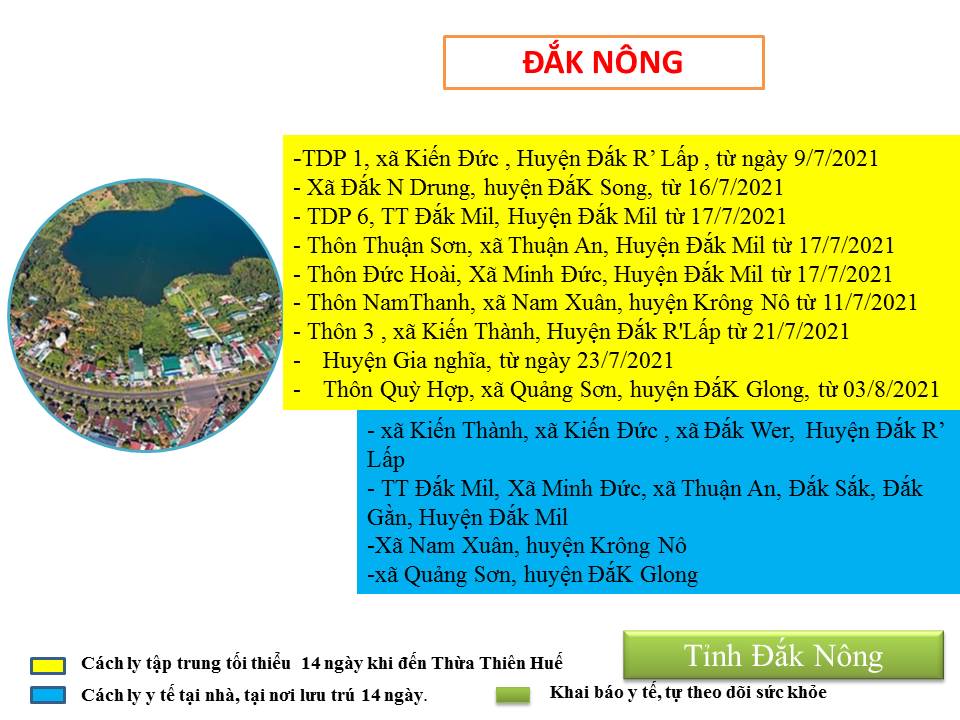 ĐẮK NÔNG
-TDP 1, xã Kiến Đức , Huyện Đắk R’ Lấp , từ ngày 9/7/2021
- Xã Đắk N Drung, huyện ĐắK Song, từ 16/7/2021
- TDP 6, TT Đắk Mil, Huyện Đắk Mil từ 17/7/2021
- Thôn Thuận Sơn, xã Thuận An, Huyện Đắk Mil từ 17/7/2021
- Thôn Đức Hoài, Xã Minh Đức, Huyện Đắk Mil từ 17/7/2021
- Thôn NamThanh, xã Nam Xuân, huyện Krông Nô từ 11/7/2021
- Thôn 3 , xã Kiến Thành, Huyện Đắk R'Lấp từ 21/7/2021
- Huyện Gia nghĩa, từ ngày 23/7/2021
- Thôn Quỳ Hợp, xã Quảng Sơn, huyện ĐắK Glong, từ 03/8/2021
- xã Kiến Thành, xã Kiến Đức , xã Đắk Wer, Huyện Đắk R’
Lấp
- TT Đắk Mil, Xã Minh Đức, xã Thuận An, Đắk Sắk, Đắk
Gằn, Huyện Đắk Mil
-Xã Nam Xuân, huyện Krông Nô
-xã Quảng Sơn, huyện ĐắK Glong
Tỉnh Đắk Nông
Cách ly tập trung tối thiểu 14 ngày khi đến Thừa Thiên Huế
Cách ly y tế tại nhà, tại nơi lưu trú 14 ngày.
Khai báo y tế, tự theo dõi sức khỏe